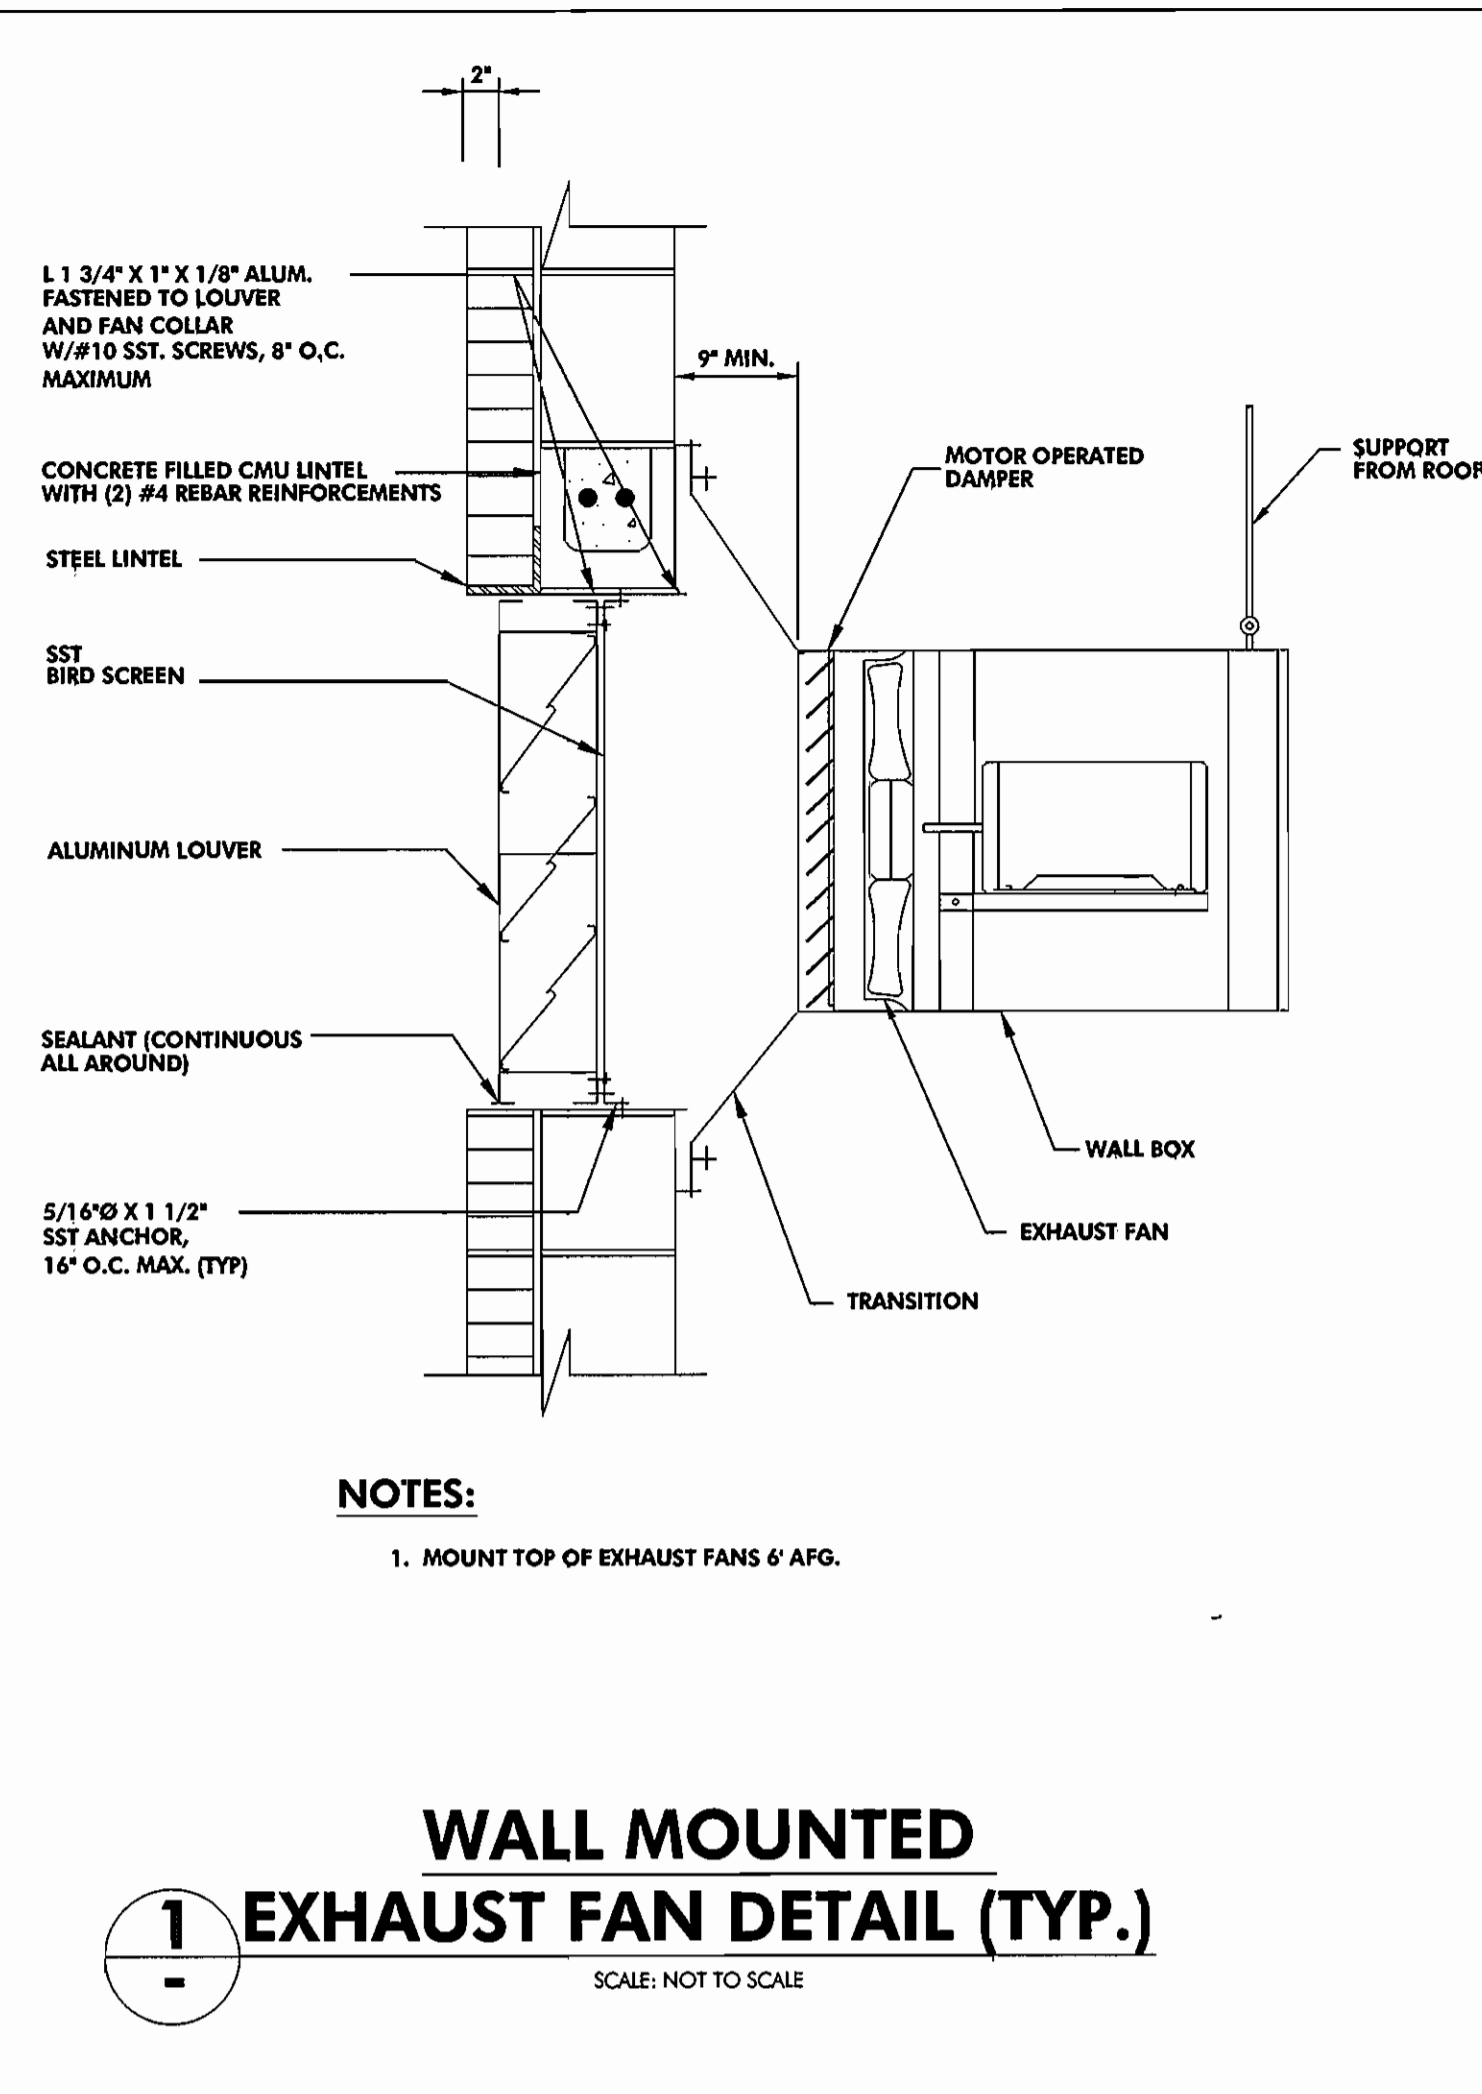 2"
L 1 3/4" X 1" X 1/8" ALUM.
FASTENED TO LOUVER
AND FAN COLLAR
W/#10 SST. SCREWS, 8" O.C.
MAXIMUM
9" MIN.
CONCRETE FILLED CMU LINTEL
WITH (2) #4 REBAR REINFORCEMENTS
MOTOR OPERATED
DAMPER
SUPPORT
FROM ROOF
STEEL LINTEL
SST
BIRD SCREEN
ALUMINUM LOUVER
SEALANT (CONTINUOUS
ALL AROUND)
WALL BOX
5/16"Ø X 1 1/2"
SST ANCHOR,
16" O.C. MAX. (TYP)
EXHAUST FAN
TRANSITION
NOTES:
1. MOUNT TOP OF EXHAUST FANS 6' AFG.
WALL MOUNTED
1 EXHAUST FAN DETAIL (TYP.)
-
SCALE: NOT TO SCALE